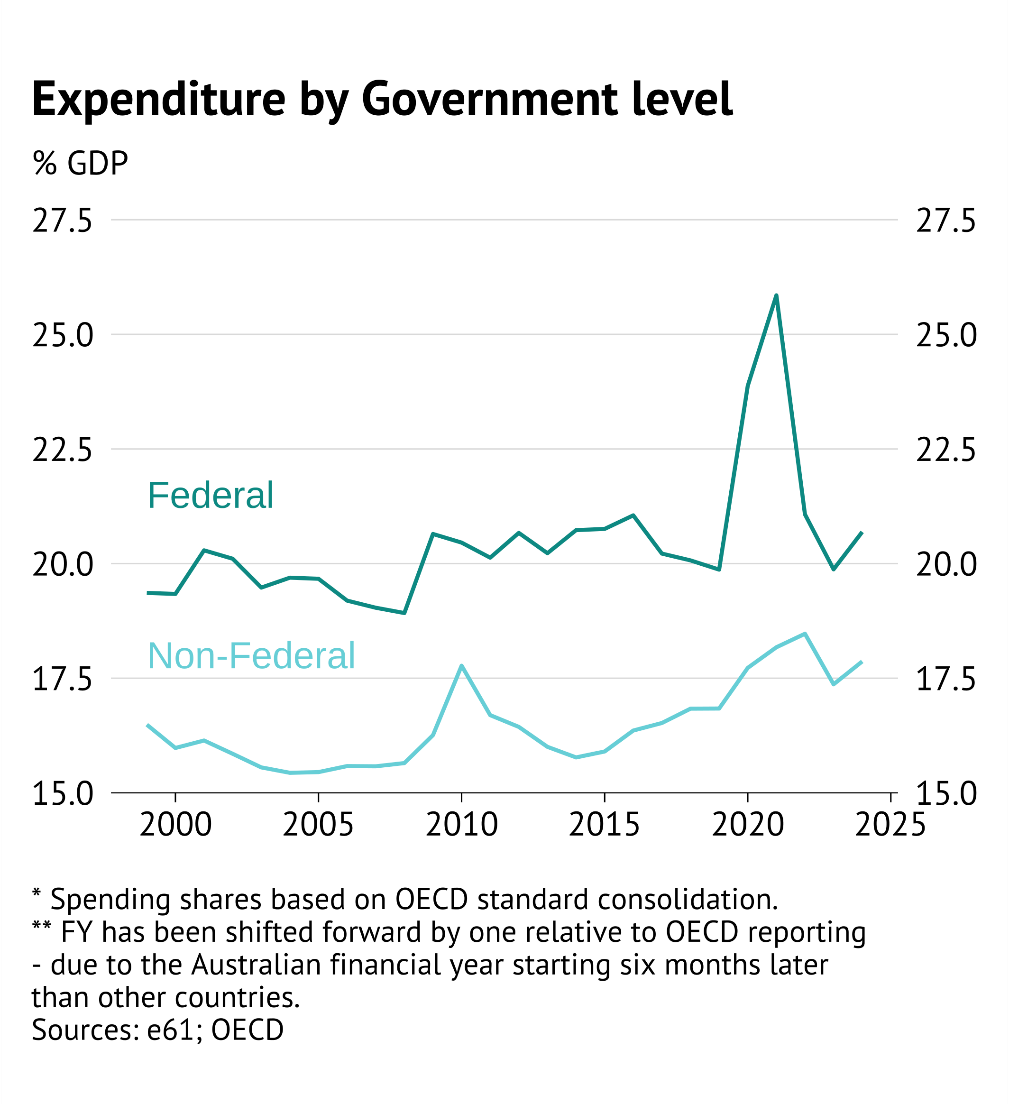 Expenditure by Government level
% GDP
27.5 27.5
25.0 25.0
22.5 22.5
Federal
20.0 20.0
Non-Federal
17.5 17.5
15.0 15.0
2000 2005 2010 2015 2020 2025
* Spending shares based on OECD standard consolidation.
** FY has been shifted forward by one relative to OECD reporting
- due to the Australian financial year starting six months later
than other countries.
Sources: e61; OECD